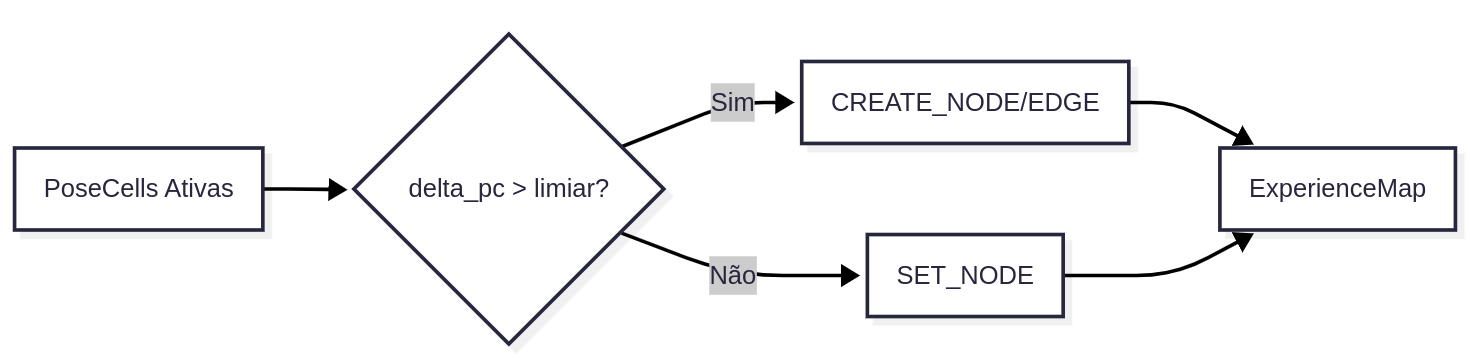 PoseCells Ativas
delta_pc > limiar?
Sim
CREATE_NODE/EDGE
Não
SET_NODE
ExperienceMap